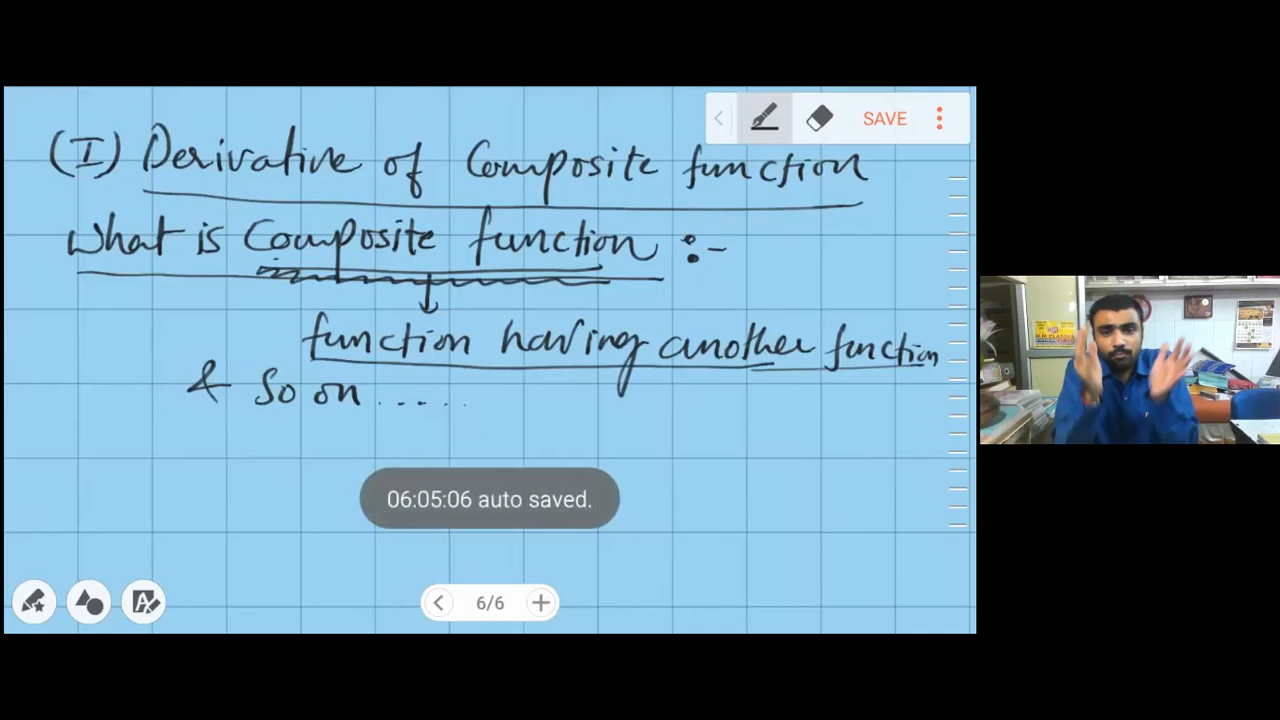 SAVE
(I) Derivative of Composite function
What is Composite function :-
function having another function
& So on .....
06:05:06 auto saved.
6/6